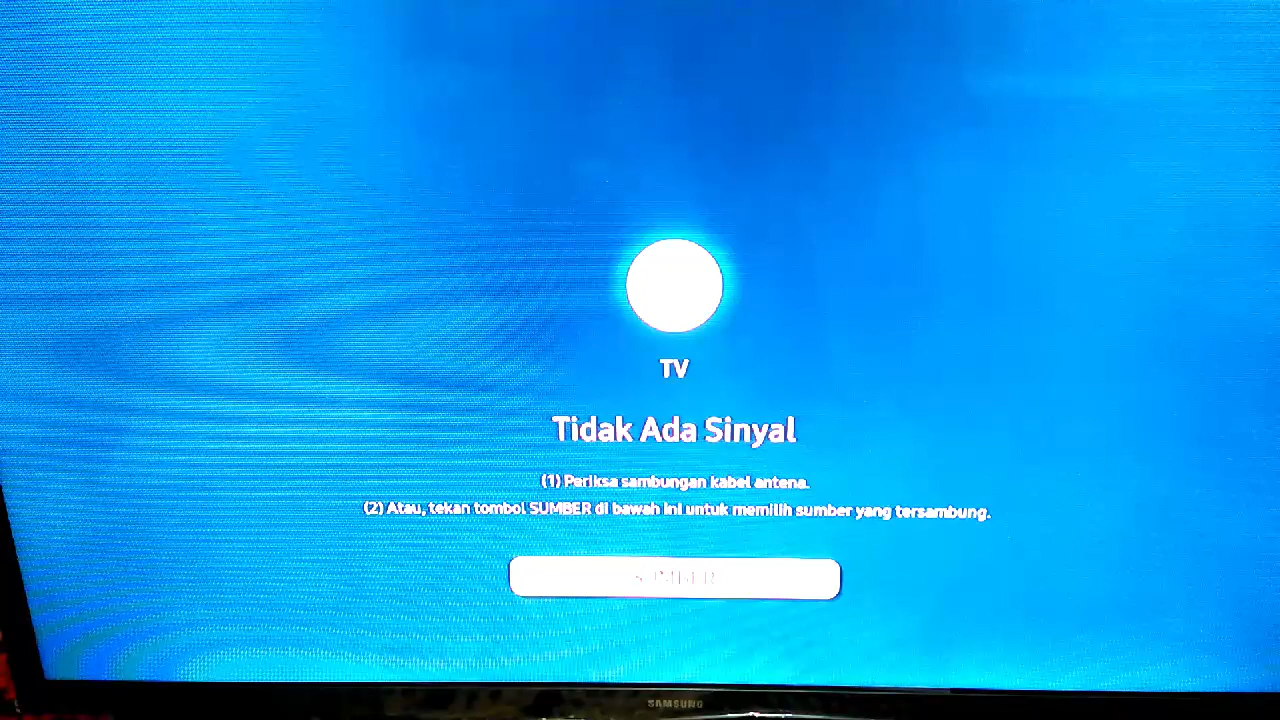 TV
Tidak Ada Sinyal
(1) Periksa sambungan kabel antena.
(2) Atau, tekan tombol SUMBER di bawah ini untuk memilih sumber yang tersambung.
SUMBER
SAMSUNG